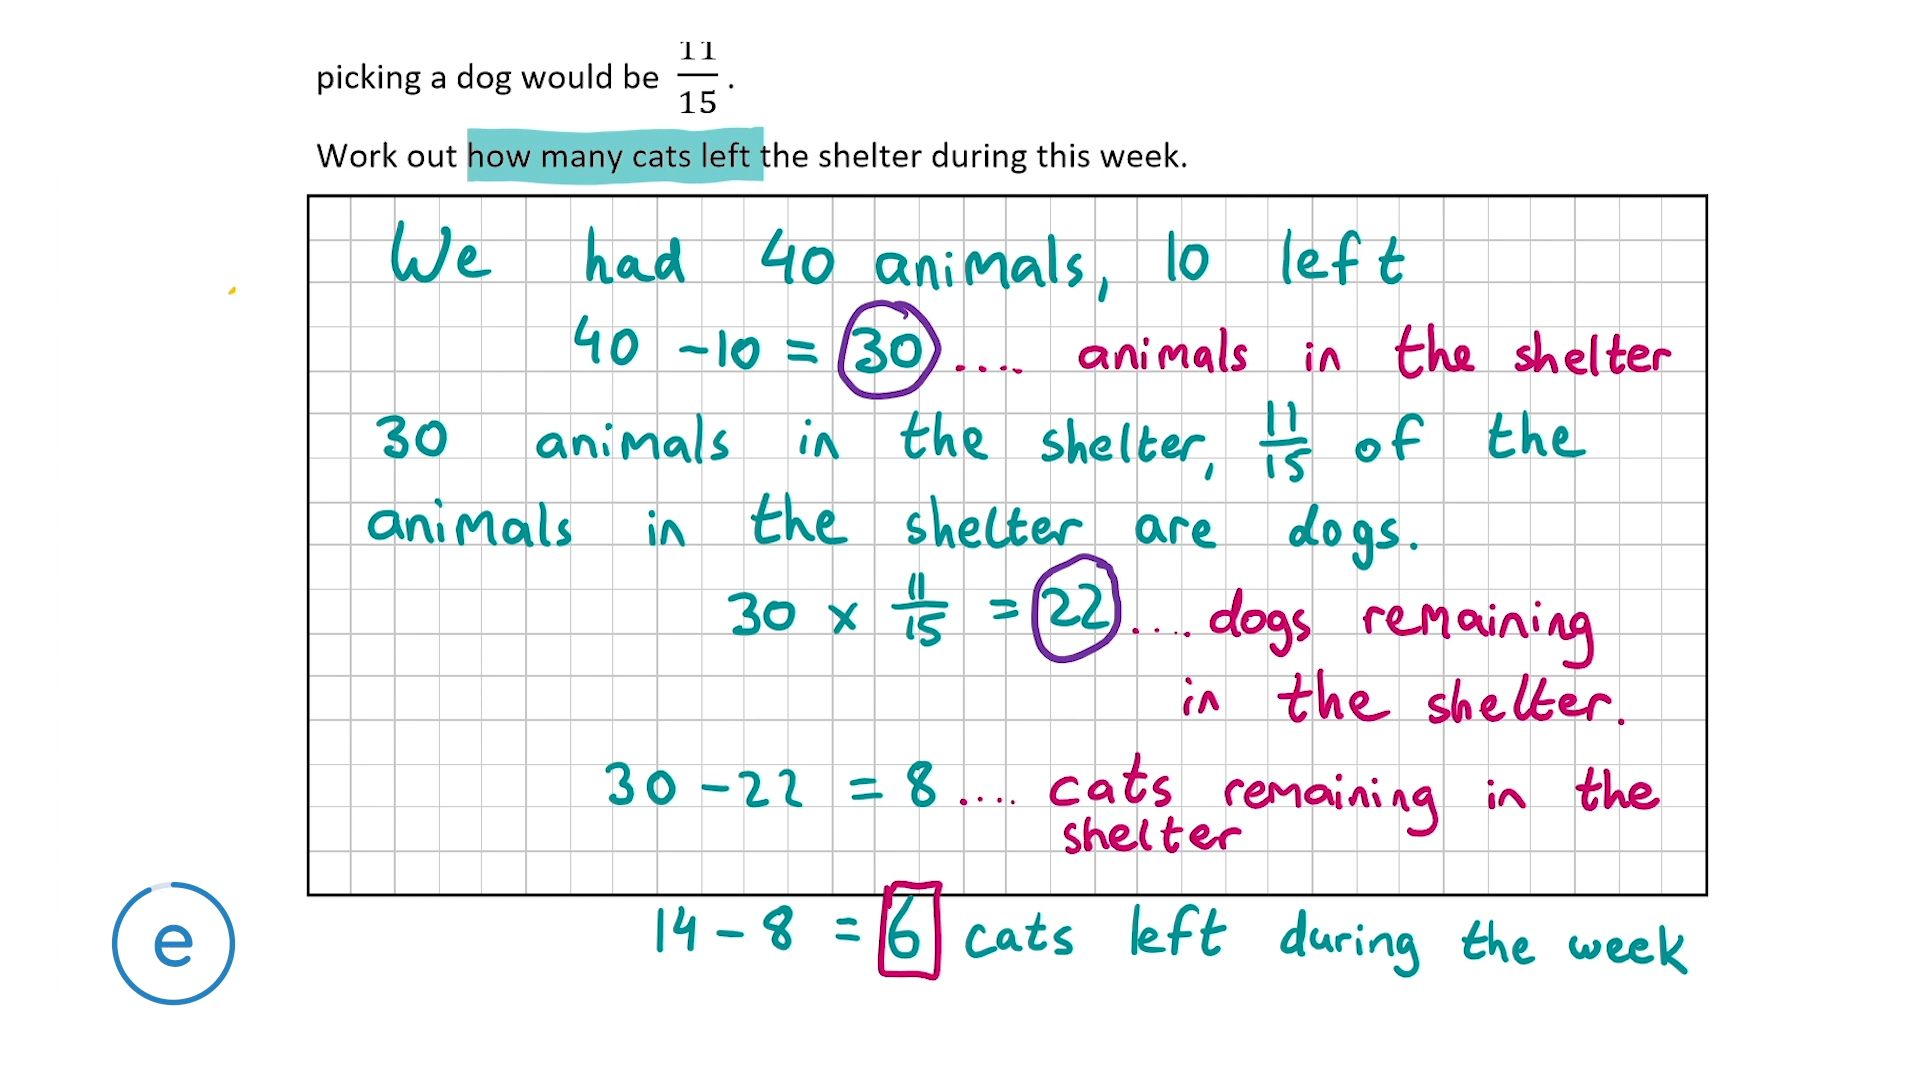 picking a dog would be 11/15 .
Work out how many cats left the shelter during this week.
We had 40 animals, 10 left
40 - 10 = 30 .... animals in the shelter
30 animals in the shelter, 11/15 of the
animals in the shelter are dogs.
30 x 11/15 = 22 .... dogs remaining
in the shelter.
30 - 22 = 8 .... cats remaining in the
shelter
14 - 8 = 6 cats left during the week
e